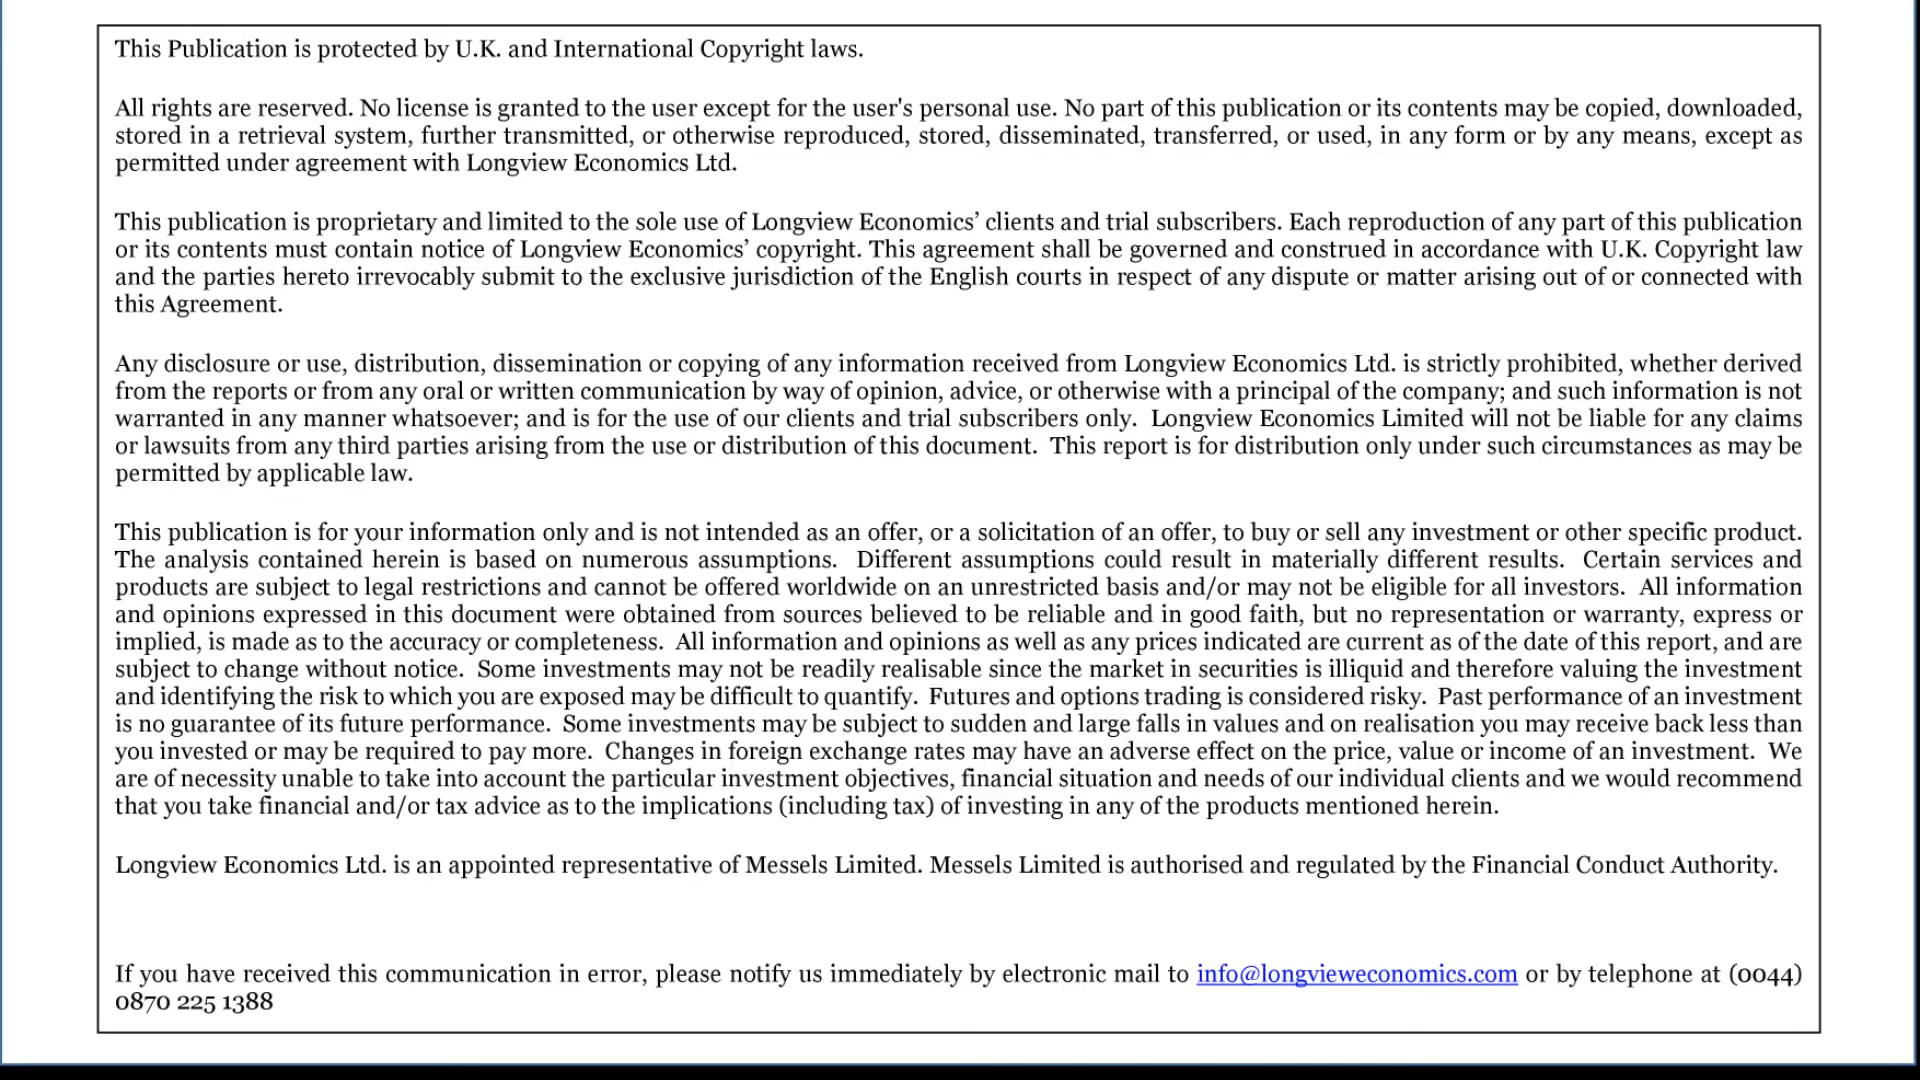 This Publication is protected by U.K. and International Copyright laws.
All rights are reserved. No license is granted to the user except for the user's personal use. No part of this publication or its contents may be copied, downloaded,
stored in a retrieval system, further transmitted, or otherwise reproduced, stored, disseminated, transferred, or used, in any form or by any means, except as
permitted under agreement with Longview Economics Ltd.
This publication is proprietary and limited to the sole use of Longview Economics’ clients and trial subscribers. Each reproduction of any part of this publication
or its contents must contain notice of Longview Economics’ copyright. This agreement shall be governed and construed in accordance with U.K. Copyright law
and the parties hereto irrevocably submit to the exclusive jurisdiction of the English courts in respect of any dispute or matter arising out of or connected with
this Agreement.
Any disclosure or use, distribution, dissemination or copying of any information received from Longview Economics Ltd. is strictly prohibited, whether derived
from the reports or from any oral or written communication by way of opinion, advice, or otherwise with a principal of the company; and such information is not
warranted in any manner whatsoever; and is for the use of our clients and trial subscribers only.  Longview Economics Limited will not be liable for any claims
or lawsuits from any third parties arising from the use or distribution of this document.  This report is for distribution only under such circumstances as may be
permitted by applicable law.
This publication is for your information only and is not intended as an offer, or a solicitation of an offer, to buy or sell any investment or other specific product.
The analysis contained herein is based on numerous assumptions.  Different assumptions could result in materially different results.  Certain services and
products are subject to legal restrictions and cannot be offered worldwide on an unrestricted basis and/or may not be eligible for all investors.  All information
and opinions expressed in this document were obtained from sources believed to be reliable and in good faith, but no representation or warranty, express or
implied, is made as to the accuracy or completeness.  All information and opinions as well as any prices indicated are current as of the date of this report, and are
subject to change without notice.  Some investments may not be readily realisable since the market in securities is illiquid and therefore valuing the investment
and identifying the risk to which you are exposed may be difficult to quantify.  Futures and options trading is considered risky.  Past performance of an investment
is no guarantee of its future performance.  Some investments may be subject to sudden and large falls in values and on realisation you may receive back less than
you invested or may be required to pay more.  Changes in foreign exchange rates may have an adverse effect on the price, value or income of an investment.  We
are of necessity unable to take into account the particular investment objectives, financial situation and needs of our individual clients and we would recommend
that you take financial and/or tax advice as to the implications (including tax) of investing in any of the products mentioned herein.
Longview Economics Ltd. is an appointed representative of Messels Limited. Messels Limited is authorised and regulated by the Financial Conduct Authority.
If you have received this communication in error, please notify us immediately by electronic mail to info@longvieweconomics.com or by telephone at (0044)
0870 225 1388